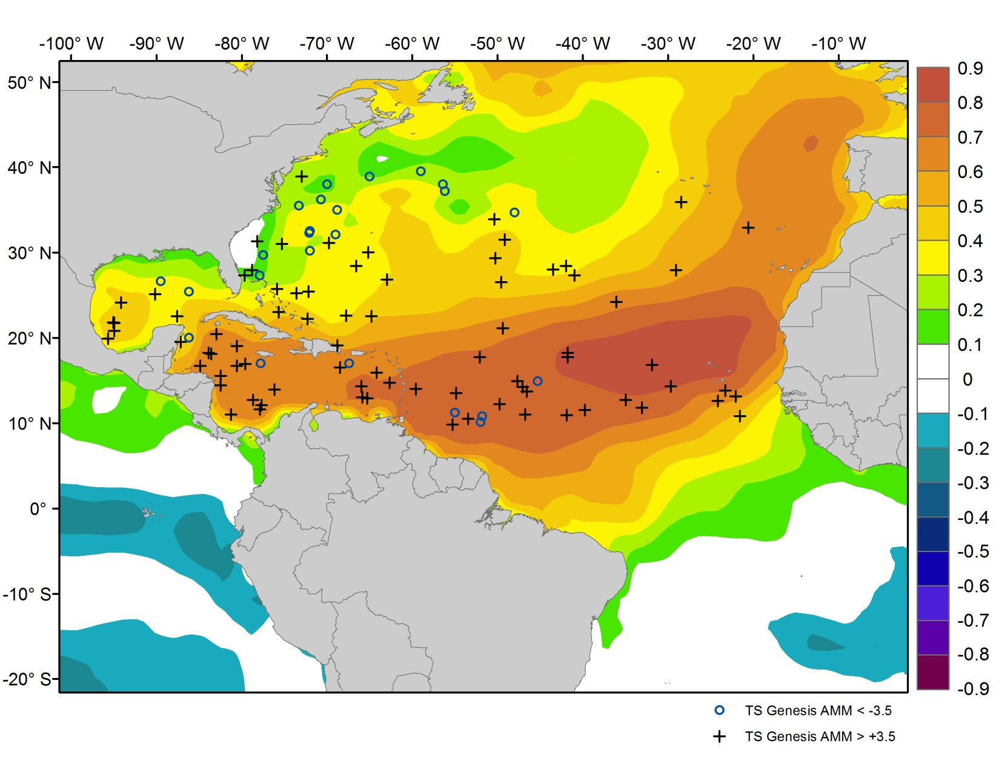 -100° W -90° W -80° W -70° W -60° W -50° W -40° W -30° W -20° W -10° W
50° N
40° N
30° N
20° N
10° N
0°
-10° S
-20° S
0.9
0.8
0.7
0.6
0.5
0.4
0.3
0.2
0.1
0
-0.1
-0.2
-0.3
-0.4
-0.5
-0.6
-0.7
-0.8
-0.9
TS Genesis AMM < -3.5
TS Genesis AMM > +3.5